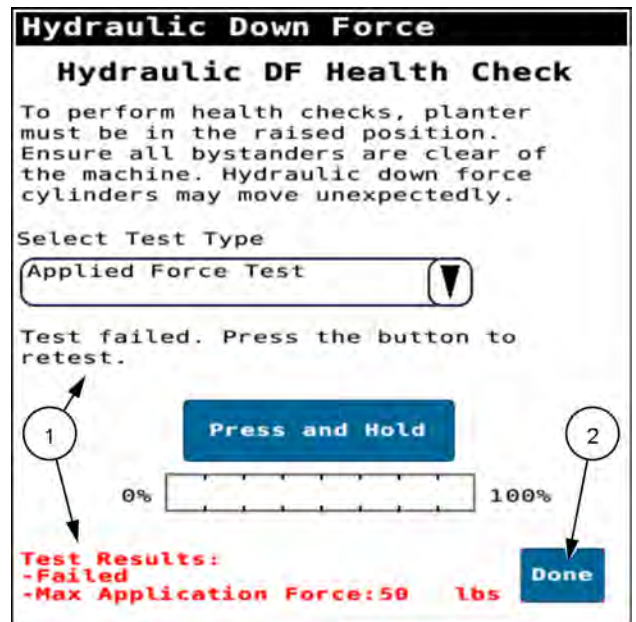 Hydraulic Down Force
Hydraulic DF Health Check
To perform health checks, planter
must be in the raised position.
Ensure all bystanders are clear of
the machine. Hydraulic down force
cylinders may move unexpectedly.
Select Test Type
Applied Force Test
Test failed. Press the button to
retest.
1
Press and Hold
2
0%
100%
Test Results:
-Failed
-Max Application Force:50 lbs
Done